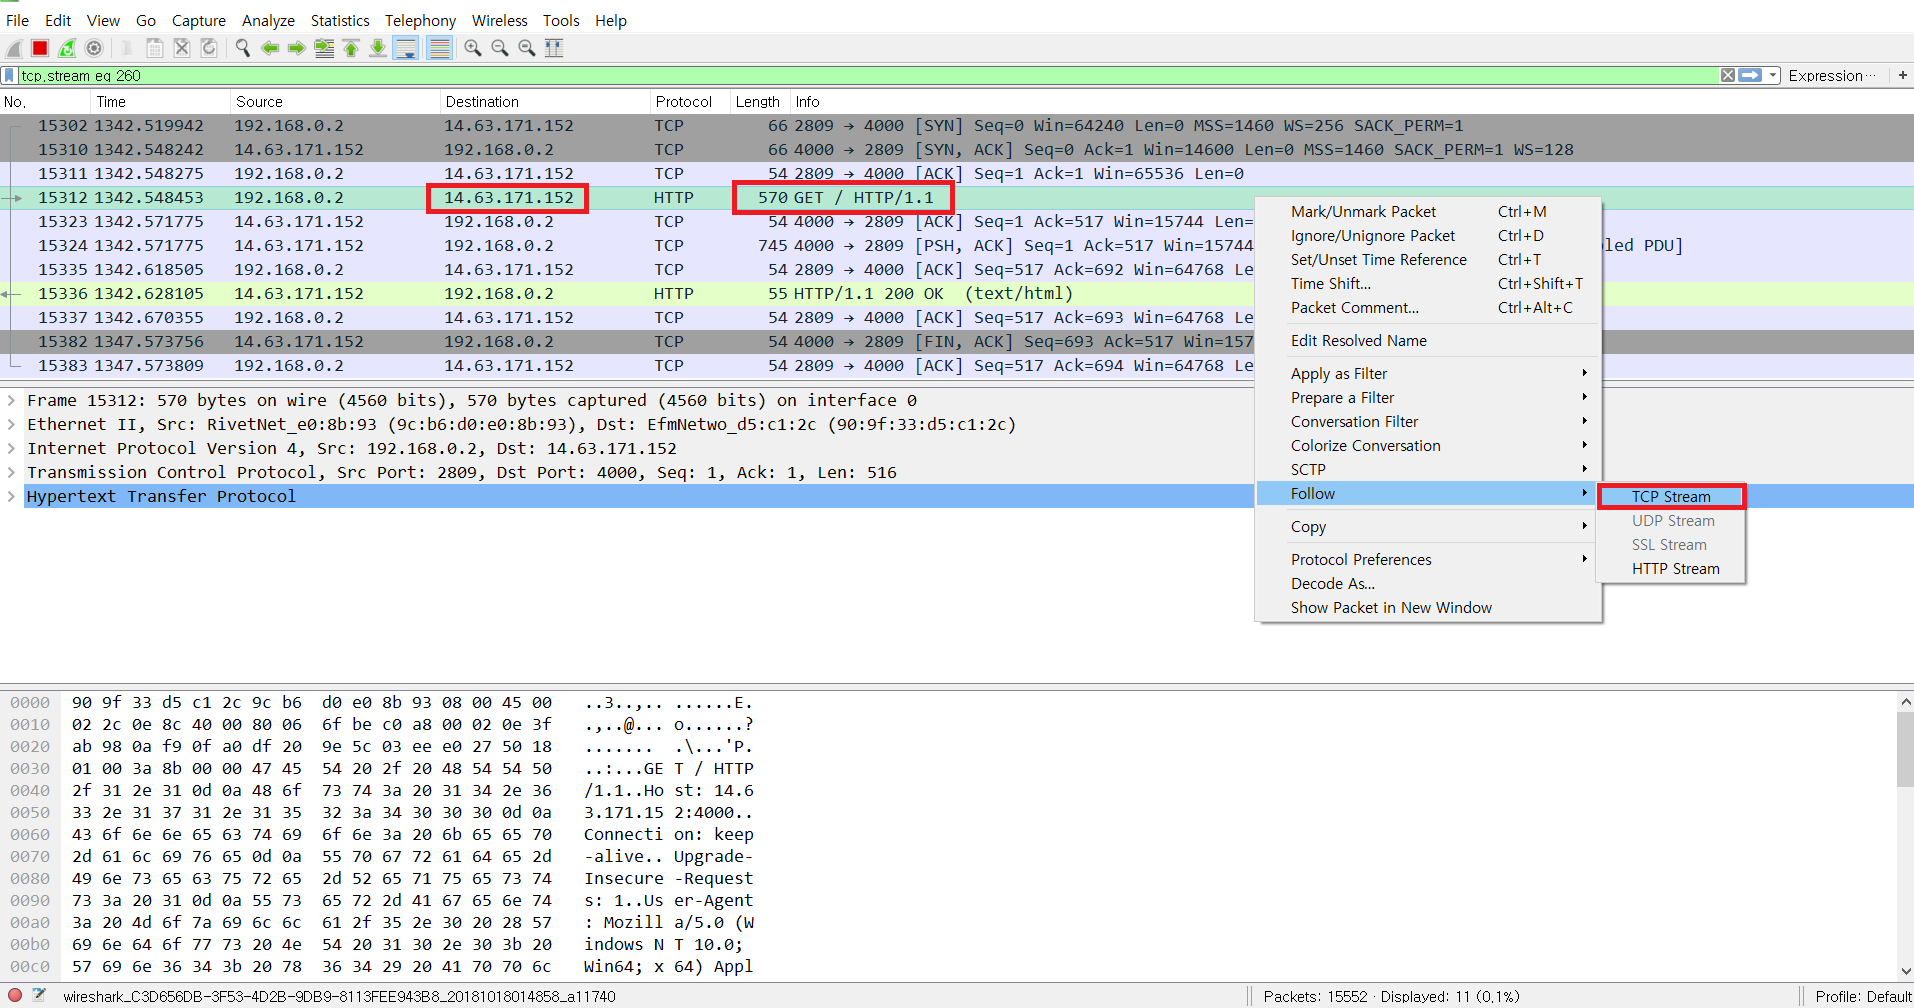 File Edit View Go Capture Analyze Statistics Telephony Wireless Tools Help
tcp.stream eq 260 Expression... +
No. Time Source Destination Protocol Length Info
15302 1342.519942 192.168.0.2 14.63.171.152 TCP 66 2809 → 4000 [SYN] Seq=0 Win=64240 Len=0 MSS=1460 WS=256 SACK_PERM=1
15310 1342.548242 14.63.171.152 192.168.0.2 TCP 66 4000 → 2809 [SYN, ACK] Seq=0 Ack=1 Win=14600 Len=0 MSS=1460 SACK_PERM=1 WS=128
15311 1342.548275 192.168.0.2 14.63.171.152 TCP 54 2809 → 4000 [ACK] Seq=1 Ack=1 Win=65536 Len=0
15312 1342.548453 192.168.0.2 14.63.171.152 HTTP 570 GET / HTTP/1.1
15323 1342.571775 14.63.171.152 192.168.0.2 TCP 54 4000 → 2809 [ACK] Seq=1 Ack=517 Win=15744 Le
15324 1342.571775 14.63.171.152 192.168.0.2 TCP 745 4000 → 2809 [PSH, ACK] Seq=1 Ack=517 Win=15744 led PDU]
15335 1342.618505 192.168.0.2 14.63.171.152 TCP 54 2809 → 4000 [ACK] Seq=517 Ack=692 Win=64768 Le
15336 1342.628105 14.63.171.152 192.168.0.2 HTTP 55 HTTP/1.1 200 OK (text/html)
15337 1342.670355 192.168.0.2 14.63.171.152 TCP 54 2809 → 4000 [ACK] Seq=517 Ack=693 Win=64768 Le
15382 1347.573756 14.63.171.152 192.168.0.2 TCP 54 4000 → 2809 [FIN, ACK] Seq=693 Ack=517 Win=157
15383 1347.573809 192.168.0.2 14.63.171.152 TCP 54 2809 → 4000 [ACK] Seq=517 Ack=694 Win=64768 Le
Mark/Unmark Packet Ctrl+M
Ignore/Unignore Packet Ctrl+D
Set/Unset Time Reference Ctrl+T
Time Shift... Ctrl+Shift+T
Packet Comment... Ctrl+Alt+C
Edit Resolved Name
Apply as Filter
Prepare a Filter
Conversation Filter
Colorize Conversation
SCTP
Follow
Copy
Protocol Preferences
Decode As...
Show Packet in New Window
TCP Stream
UDP Stream
SSL Stream
HTTP Stream
Frame 15312: 570 bytes on wire (4560 bits), 570 bytes captured (4560 bits) on interface 0
Ethernet II, Src: RivetNet_e0:8b:93 (9c:b6:d0:e0:8b:93), Dst: EfmNetwo_d5:c1:2c (90:9f:33:d5:c1:2c)
Internet Protocol Version 4, Src: 192.168.0.2, Dst: 14.63.171.152
Transmission Control Protocol, Src Port: 2809, Dst Port: 4000, Seq: 1, Ack: 1, Len: 516
Hypertext Transfer Protocol
0000 90 9f 33 d5 c1 2c 9c b6 d0 e0 8b 93 08 00 45 00 ..3..,.. ......E.
0010 02 2c 0e 8c 40 00 80 06 6f be c0 a8 00 02 0e 3f .,..@... o......?
0020 ab 98 0a f9 0f a0 df 20 9e 5c 03 ee e0 27 50 18 ....... .\...'P.
0030 01 00 3a 8b 00 00 47 45 54 20 2f 20 48 54 54 50 ..:...GE T / HTTP
0040 2f 31 2e 31 0d 0a 48 6f 73 74 3a 20 31 34 2e 36 /1.1..Ho st: 14.6
0050 33 2e 31 37 31 2e 31 35 32 3a 34 30 30 30 0d 0a 3.171.15 2:4000..
0060 43 6f 6e 6e 65 63 74 69 6f 6e 3a 20 6b 65 65 70 Connecti on: keep
0070 2d 61 6c 69 76 65 0d 0a 55 70 67 72 61 64 65 2d -alive.. Upgrade-
0080 49 6e 73 65 63 75 72 65 2d 52 65 71 75 65 73 74 Insecure -Request
0090 73 3a 20 31 0d 0a 55 73 65 72 2d 41 67 65 6e 74 s: 1..Us er-Agent
00a0 3a 20 4d 6f 7a 69 6c 6c 61 2f 35 2e 30 20 28 57 : Mozill a/5.0 (W
00b0 69 6e 64 6f 77 73 20 4e 54 20 31 30 2e 30 3b 20 indows N T 10.0;
00c0 57 69 6e 36 34 3b 20 78 36 34 29 20 41 70 70 6c Win64; x 64) Appl
wireshark_C3D656DB-3F53-4D2B-9DB9-8113FEE943B8_20181018014858_a11740 Packets: 15552 · Displayed: 11 (0.1%) Profile: Default